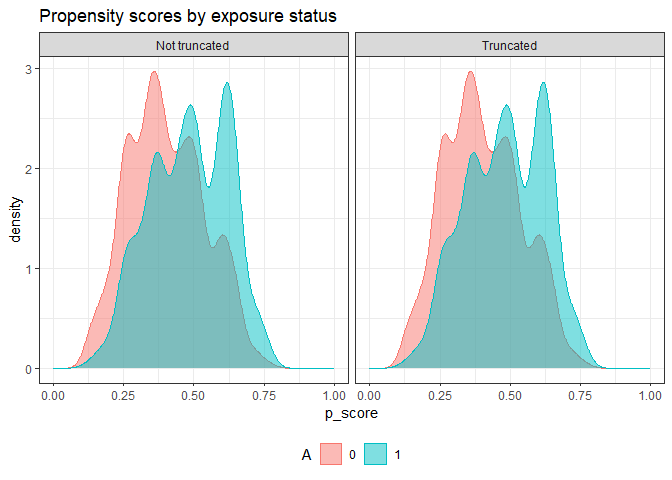 Propensity scores by exposure status
Not truncated
Truncated
density
3
2
1
0
0.00 0.25 0.50 0.75 1.00
0.00 0.25 0.50 0.75 1.00
p_score
A 0 1